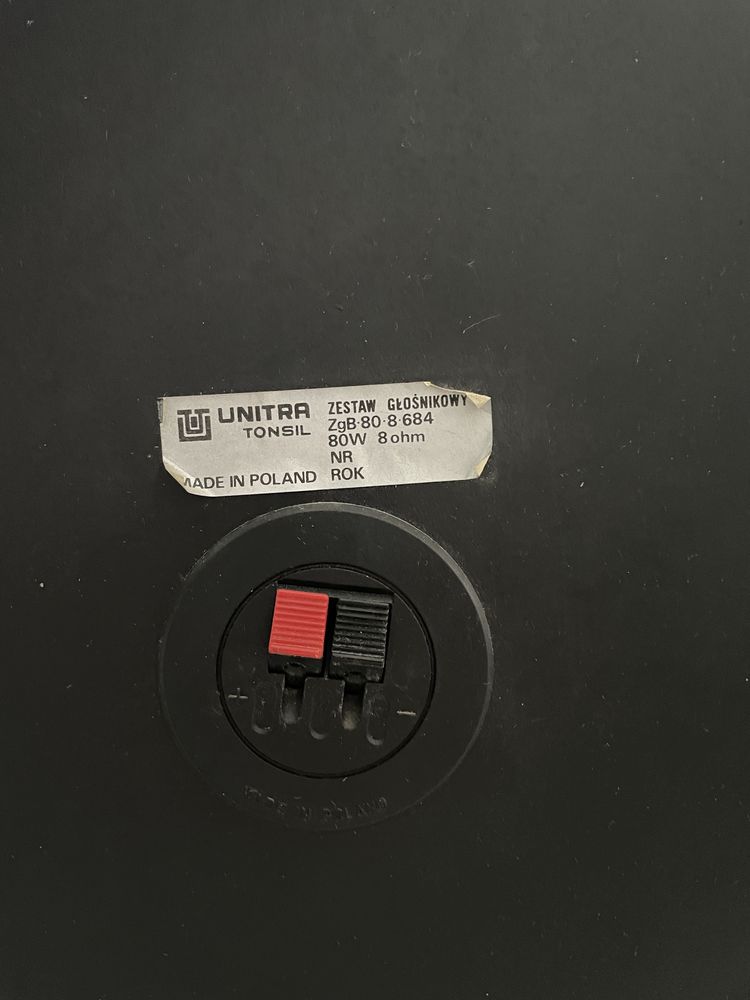 UNITRA
TONSIL
MADE IN POLAND
ZESTAW GŁOŚNIKOWY
ZgB·80·8·684
80W 8 ohm
NR
ROK
+ −